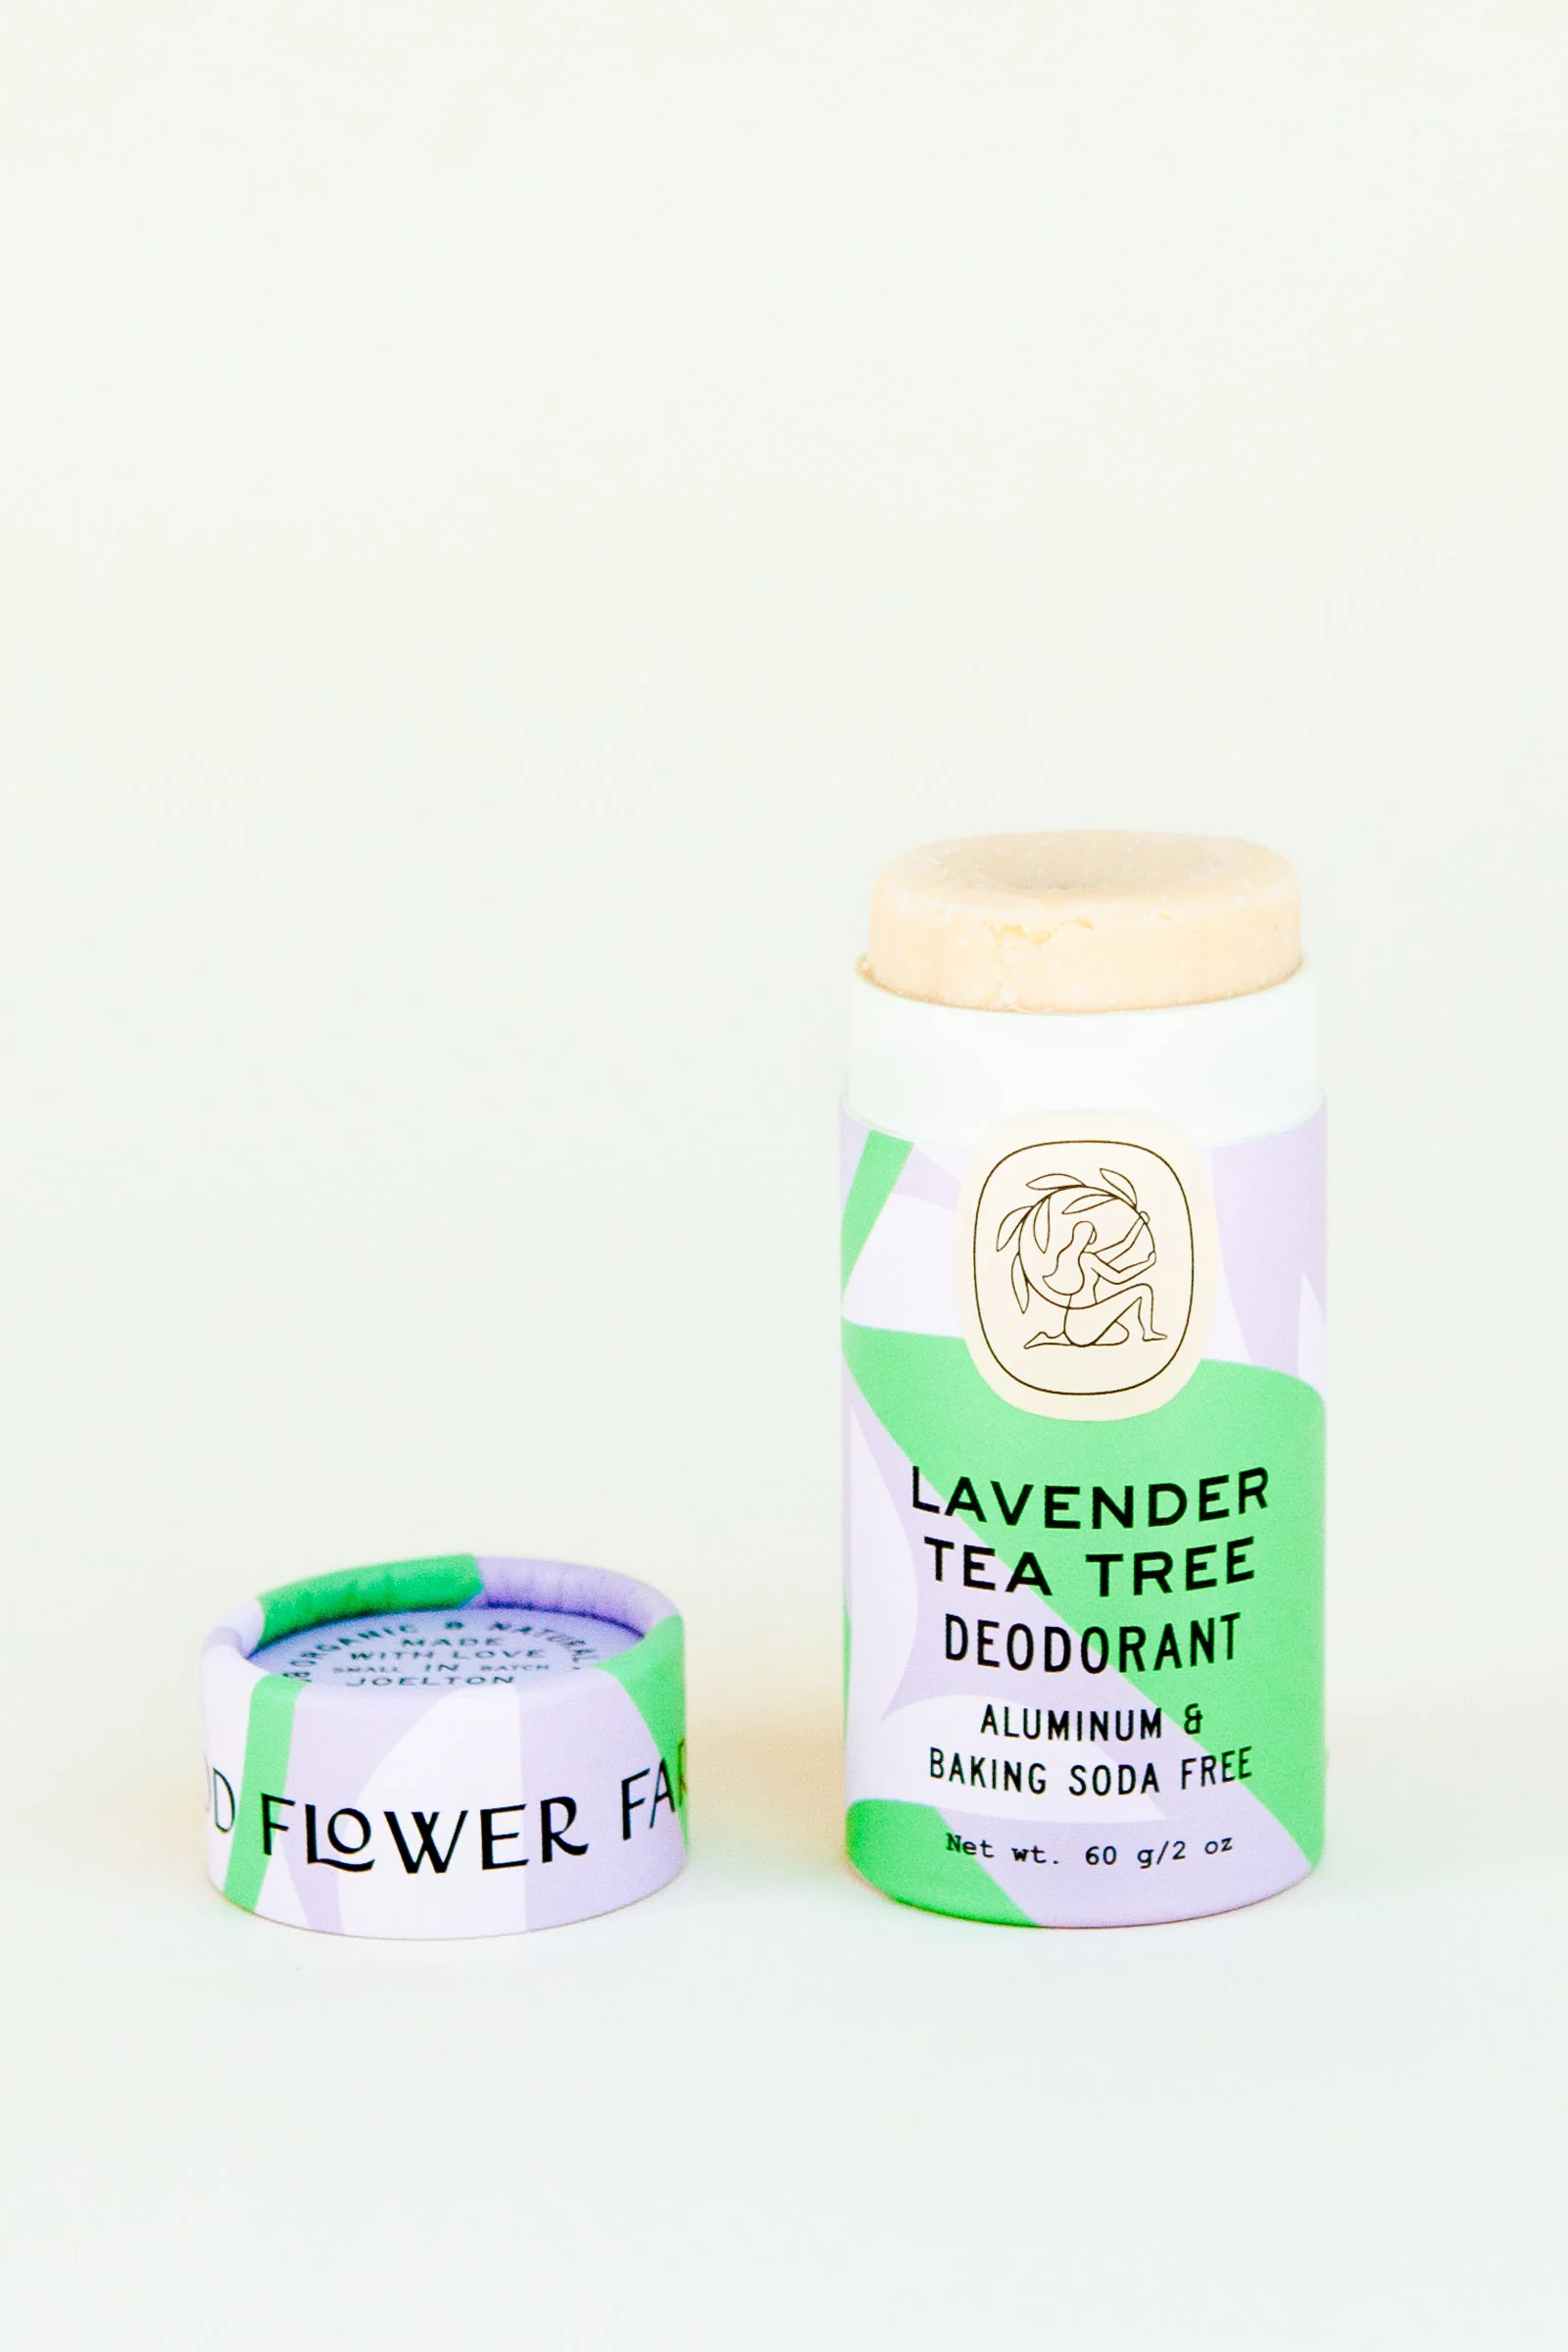 ORGANIC & NATURAL
MADE
WITH LOVE
SMALL IN BATCH
JOELTON
FLOWER
LAVENDER
TEA TREE
DEODORANT
ALUMINUM &
BAKING SODA FREE
Net wt. 60 g/2 oz